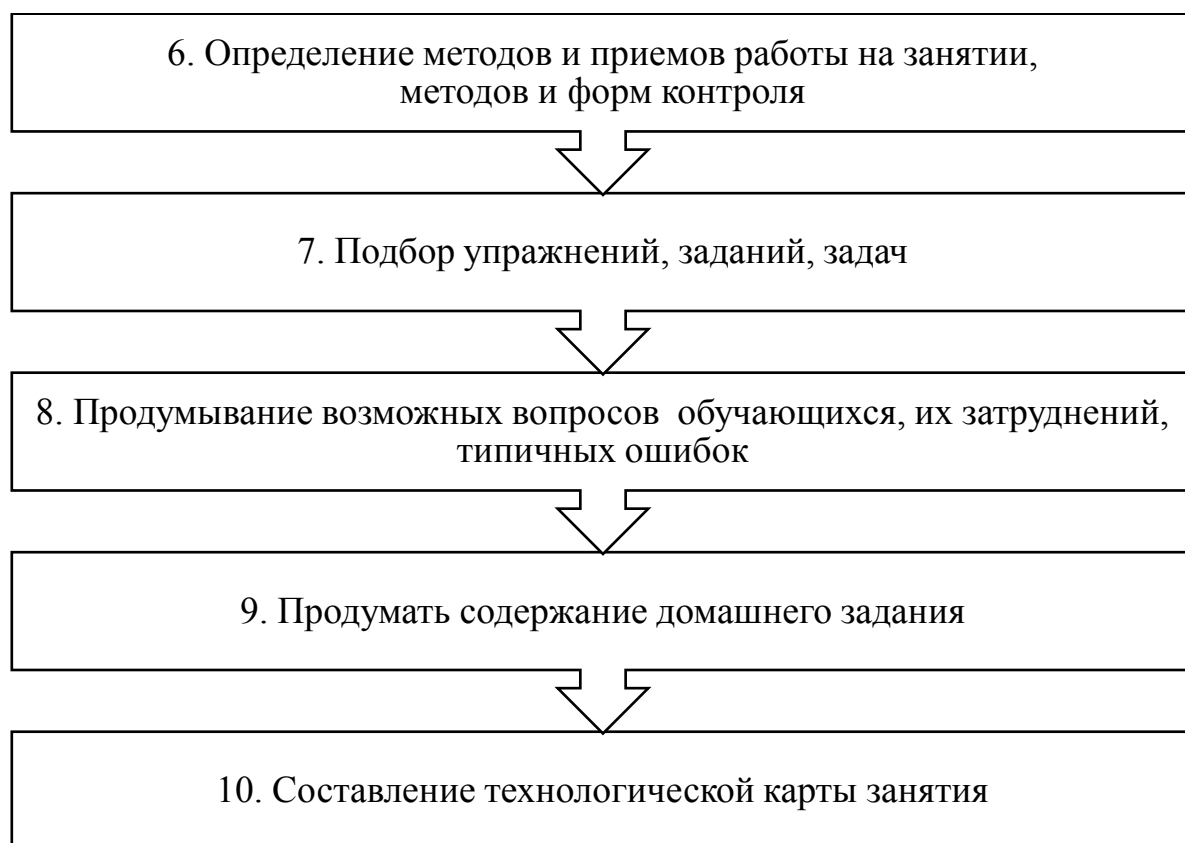 6. Определение методов и приемов работы на занятии,
методов и форм контроля
7. Подбор упражнений, заданий, задач
8. Продумывание возможных вопросов  обучающихся, их затруднений,
типичных ошибок
9. Продумать содержание домашнего задания
10. Составление технологической карты занятия